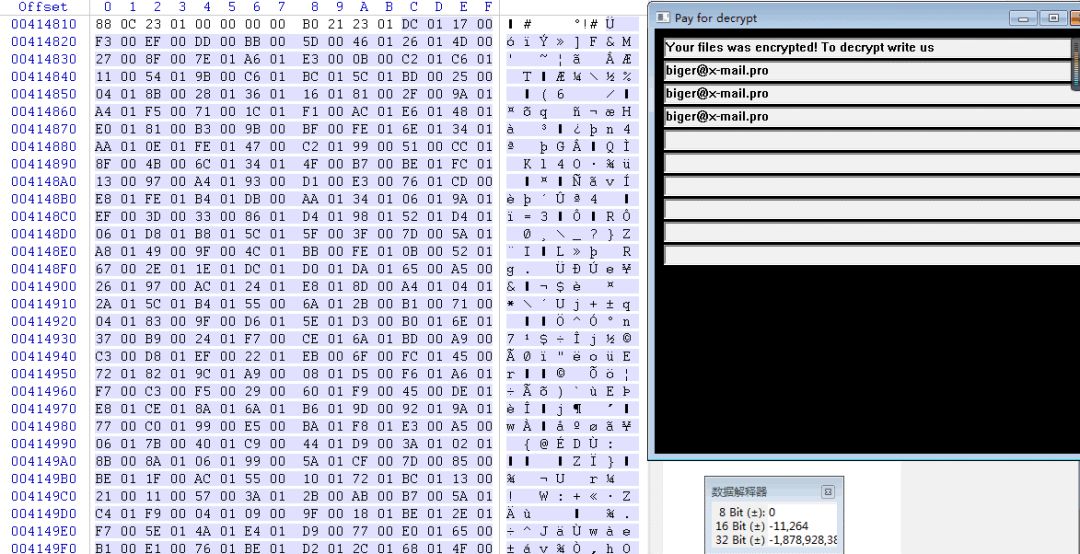 Offset 0 1 2 3 4 5 6 7 8 9 A B C D E F
00414810 88 0C 23 01 00 00 00 00 B0 21 23 01 DC 01 17 00
00414820 F3 00 EF 00 DD 00 BB 00 5D 00 46 01 26 01 4D 00
00414830 27 00 8F 00 7E 01 A6 01 E3 00 0B 00 C2 01 C6 01
00414840 11 00 54 01 9B 00 C6 01 BC 01 5C 01 BD 00 25 00
00414850 04 01 8B 00 28 01 36 01 16 01 81 00 2F 00 9A 01
00414860 A4 01 F5 00 71 00 1C 01 F1 00 AC 01 E6 01 48 01
00414870 E0 01 81 00 B3 00 9B 00 BF 00 FE 01 6E 01 34 01
00414880 AA 01 0E 01 FE 01 47 00 C2 01 99 00 51 00 CC 01
00414890 8F 00 4B 00 6C 01 34 01 4F 00 B7 00 BE 01 FC 01
004148A0 13 00 97 00 A4 01 93 00 D1 00 E3 00 76 01 CD 00
004148B0 E8 01 FE 01 B4 01 DB 00 AA 01 34 01 06 01 9A 01
004148C0 EF 00 3D 00 33 00 86 01 D4 01 98 01 52 01 D4 01
004148D0 06 01 D8 01 B8 01 5C 01 5F 00 3F 00 7D 00 5A 01
004148E0 A8 01 49 00 9F 00 4C 01 BB 00 FE 01 0B 00 52 01
004148F0 67 00 2E 01 1E 01 DC 01 D0 01 DA 01 65 00 A5 00
00414900 26 01 97 00 AC 01 24 01 E8 01 8D 00 A4 01 04 01
00414910 2A 01 5C 01 B4 01 55 00 6A 01 2B 00 B1 00 71 00
00414920 04 01 83 00 9F 00 D6 01 5E 01 D3 00 B0 01 6E 01
00414930 37 00 B9 00 24 01 F7 00 CE 01 6A 01 BD 00 A9 00
00414940 C3 00 D8 01 EF 00 22 01 EB 00 6F 00 FC 01 45 00
00414950 72 01 82 01 9C 01 A9 00 08 01 D5 00 F6 01 A6 01
00414960 F7 00 C3 00 F5 00 29 00 60 01 F9 00 45 00 DE 01
00414970 E8 01 CE 01 8A 01 6A 01 B6 01 9D 00 92 01 9A 01
00414980 77 00 C0 01 99 00 E5 00 BA 01 F8 01 E3 00 A5 00
00414990 06 01 7B 00 40 01 C9 00 44 01 D9 00 3A 01 02 01
004149A0 8B 00 8A 01 06 01 99 00 5A 01 CF 00 7D 00 85 00
004149B0 BE 01 1F 00 AC 01 55 00 10 01 72 01 BC 01 13 00
004149C0 21 00 11 00 57 00 3A 01 2B 00 AB 00 B7 00 5A 01
004149D0 C4 01 F9 00 04 01 09 00 9F 00 18 01 BE 01 2E 01
004149E0 F7 00 5E 01 4A 01 E4 01 D9 00 77 00 E0 01 65 00
004149F0 B1 00 E1 00 76 01 BE 01 D2 01 2C 01 68 01 4F 00
Pay for decrypt
Your files was encrypted! To decrypt write us
biger@x-mail.pro
biger@x-mail.pro
biger@x-mail.pro
数据解释器
8 Bit (±): 0
16 Bit (±) -11,264
32 Bit (±) -1,878,928,38